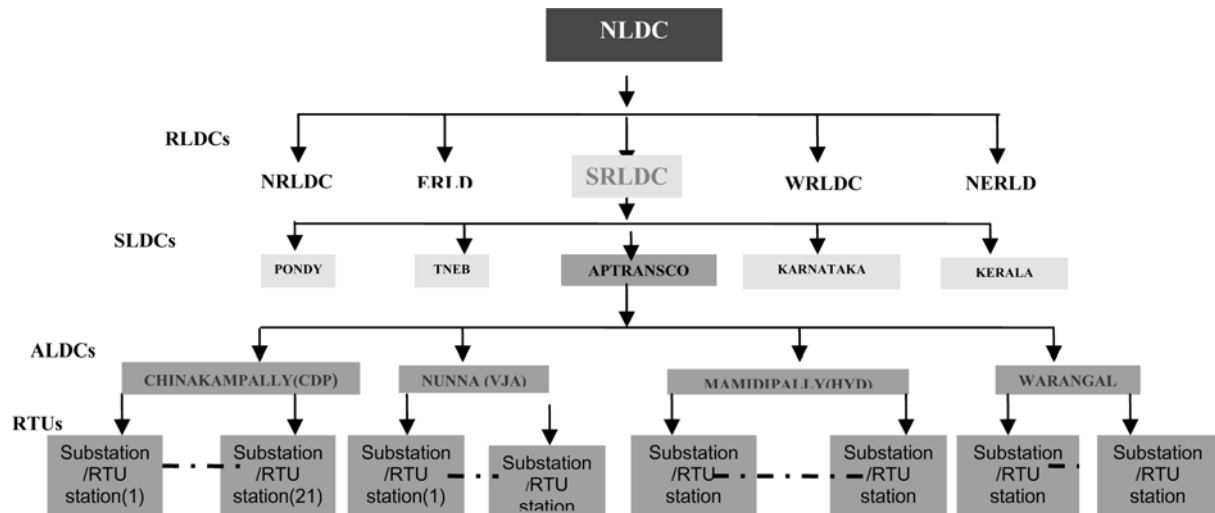 NLDC
RLDCs
NRLDC
ERLD
SRLDC
WRLDC
NERLD
SLDCs
PONDY
TNEB
APTRANSCO
KARNATAKA
KERALA
ALDCs
CHINAKAMPALLY(CDP)
NUNNA (VJA)
MAMIDIPALLY(HYD)
WARANGAL
RTUs
Substation
/RTU
station(1)
Substation
/RTU
station(21)
Substation
/RTU
station(1)
Substation
/RTU
station
Substation
/RTU
station
Substation
/RTU
station
Substation
/RTU
station
Substation
/RTU
station